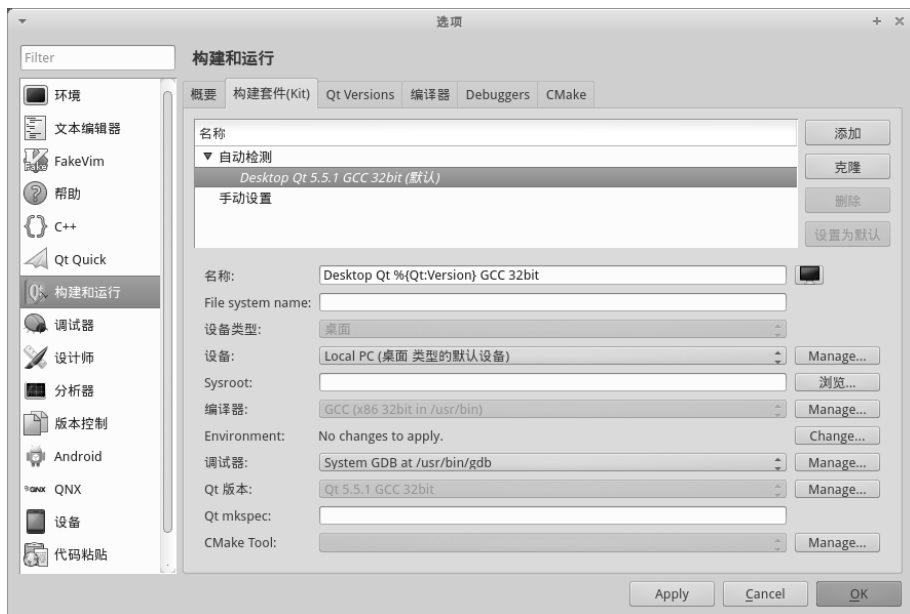 选项
Filter
环境
文本编辑器
FakeVim
帮助
C++
Qt Quick
构建和运行
调试器
设计师
分析器
版本控制
Android
QNX
设备
代码粘贴
构建和运行
概要 构建套件(Kit) Qt Versions 编译器 Debuggers CMake
名称
自动检测
Desktop Qt 5.5.1 GCC 32bit (默认)
手动设置
添加
克隆
删除
设置为默认
名称: Desktop Qt %{Qt:Version} GCC 32bit
File system name:
设备类型: 桌面
设备: Local PC (桌面 类型的默认设备) Manage...
Sysroot: 浏览...
编译器: GCC (x86 32bit in /usr/bin) Manage...
Environment: No changes to apply. Change...
调试器: System GDB at /usr/bin/gdb Manage...
Qt 版本: Qt 5.5.1 GCC 32bit Manage...
Qt mkspec:
CMake Tool: Manage...
Apply Cancel OK